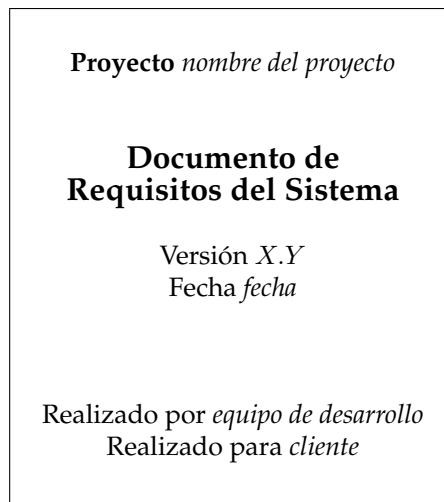 Proyecto nombre del proyecto
Documento de
Requisitos del Sistema
Versión X.Y
Fecha fecha
Realizado por equipo de desarrollo
Realizado para cliente